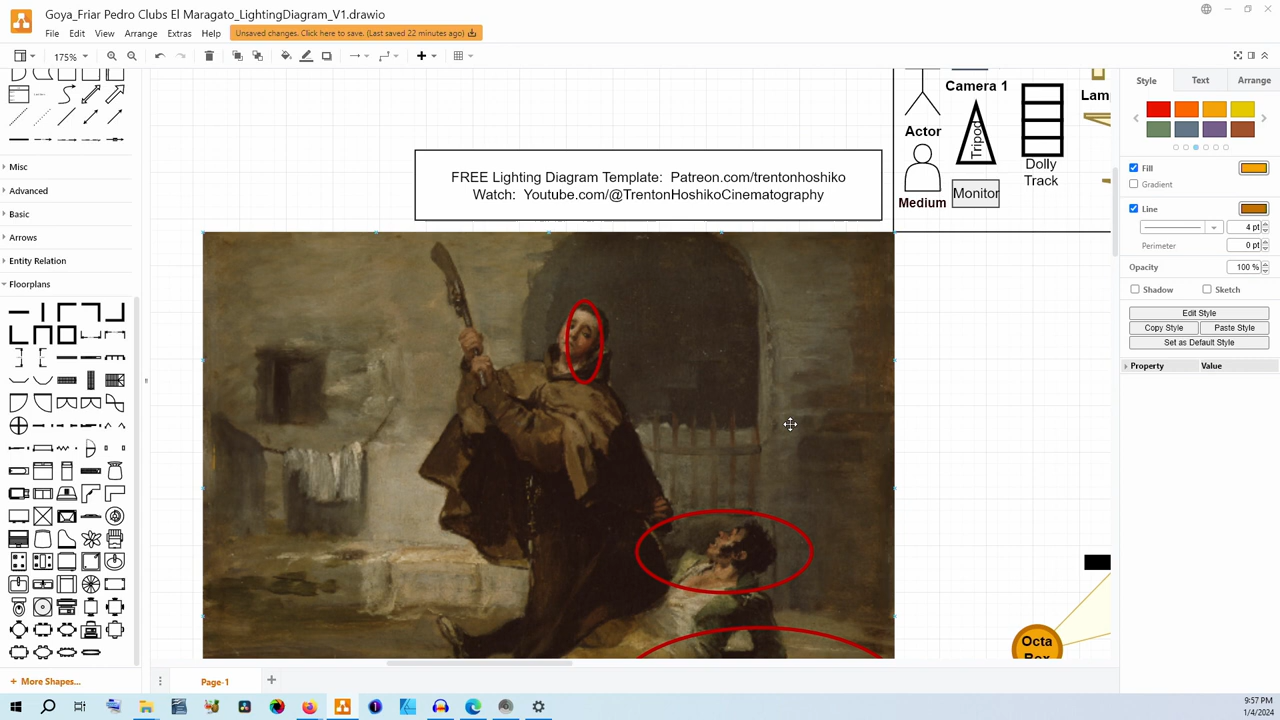 Goya_Friar Pedro Clubs El Maragato_LightingDiagram_V1.drawio
File Edit View Arrange Extras Help Unsaved changes. Click here to save. (Last saved 22 minutes ago)
175%
Misc
Advanced
Basic
Arrows
Entity Relation
Floorplans
+ More Shapes...
FREE Lighting Diagram Template: Patreon.com/trentonhoshiko
Watch: Youtube.com/@TrentonHoshikoCinematography
Camera 1
Actor
Tripod
Medium
Monitor
Dolly
Track
Octa
Style Text Arrange
Fill
Gradient
Line
4 pt
Perimeter 0 pt
Opacity 100 %
Shadow Sketch
Edit Style
Copy Style Paste Style
Set as Default Style
Property Value
Page-1
9:57 PM
1/4/2024